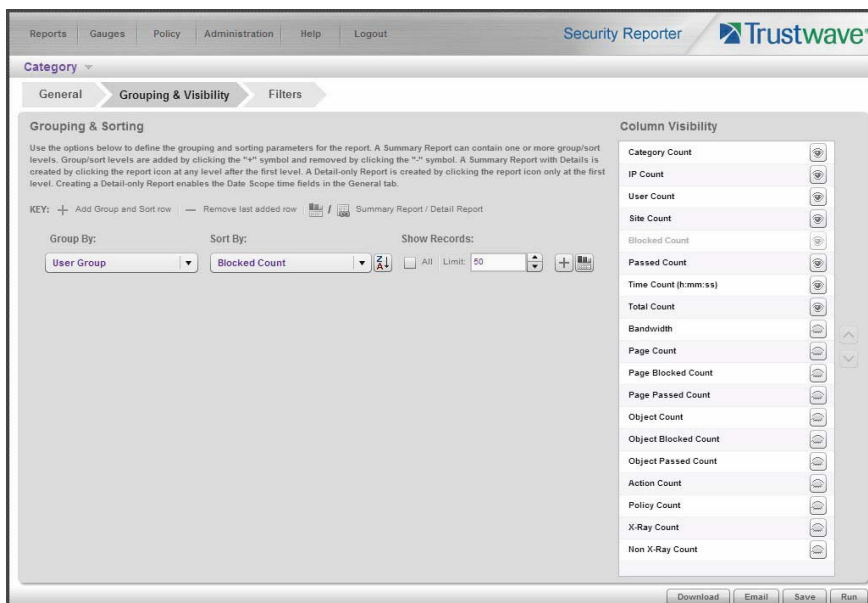 Reports Gauges Policy Administration Help Logout
Security Reporter
Trustwave®
Category
General Grouping & Visibility Filters
Grouping & Sorting
Use the options below to define the grouping and sorting parameters for the report. A Summary Report can contain one or more group/sort
levels. Group/sort levels are added by clicking the "+" symbol and removed by clicking the "-" symbol. A Summary Report with Details is
created by clicking the report icon at any level after the first level. A Detail-only Report is created by clicking the report icon only at the first
level. Creating a Detail-only Report enables the Date Scope time fields in the General tab.
KEY: + Add Group and Sort row — Remove last added row / Summary Report / Detail Report
Group By: Sort By: Show Records:
User Group Blocked Count All Limit: 50
Column Visibility
Category Count
IP Count
User Count
Site Count
Blocked Count
Passed Count
Time Count (h:mm:ss)
Total Count
Bandwidth
Page Count
Page Blocked Count
Page Passed Count
Object Count
Object Blocked Count
Object Passed Count
Action Count
Policy Count
X-Ray Count
Non X-Ray Count
Download Email Save Run